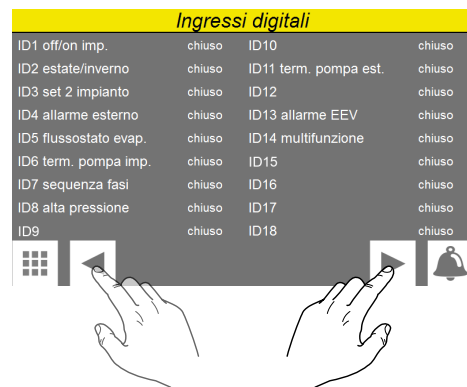 Ingressi digitali
ID1 off/on imp. chiuso ID10 chiuso
ID2 estate/inverno chiuso ID11 term. pompa est. chiuso
ID3 set 2 impianto chiuso ID12 chiuso
ID4 allarme esterno chiuso ID13 allarme EEV chiuso
ID5 flussostato evap. chiuso ID14 multifunzione chiuso
ID6 term. pompa imp. chiuso ID15 chiuso
ID7 sequenza fasi chiuso ID16 chiuso
ID8 alta pressione chiuso ID17 chiuso
ID9 chiuso ID18 chiuso